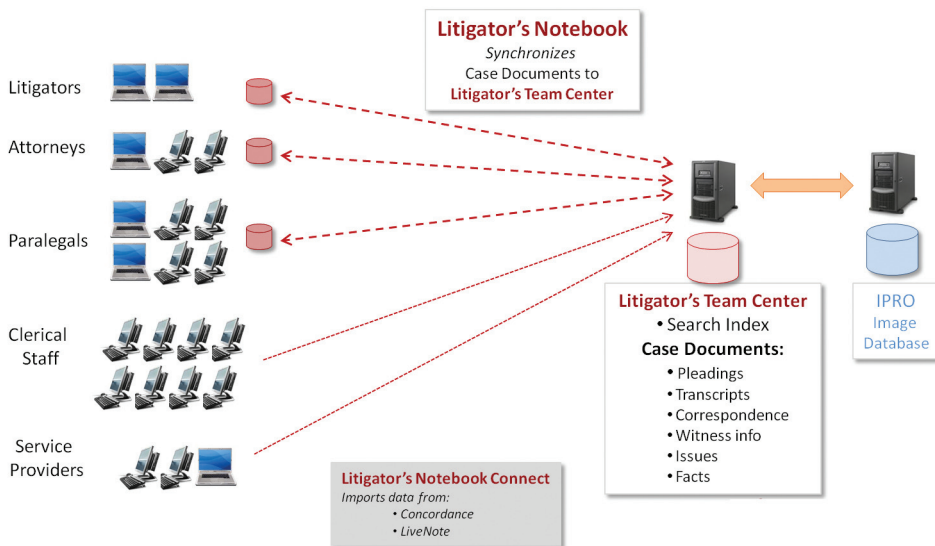 Litigator's Notebook
Synchronizes
Case Documents to
Litigator's Team Center
Litigators
Attorneys
Paralegals
Clerical
Staff
Service
Providers
Litigator's Team Center
• Search Index
Case Documents:
• Pleadings
• Transcripts
• Correspondence
• Witness info
• Issues
• Facts
IPRO
Image
Database
Litigator's Notebook Connect
Imports data from:
• Concordance
• LiveNote